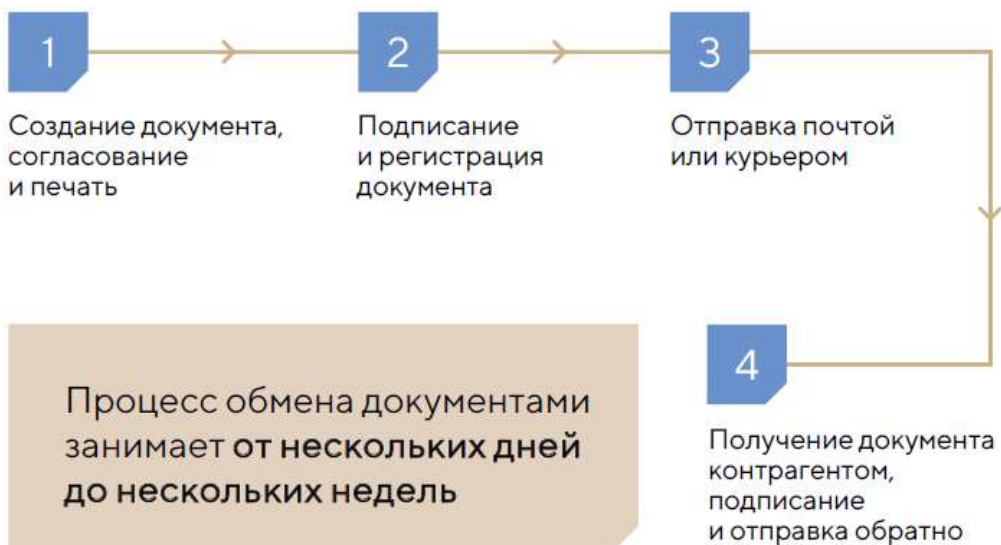 1
Создание документа,
согласование
и печать
2
Подписание
и регистрация
документа
3
Отправка почтой
или курьером
4
Получение документа
контрагентом,
подписание
и отправка обратно
Процесс обмена документами
занимает от нескольких дней
до нескольких недель